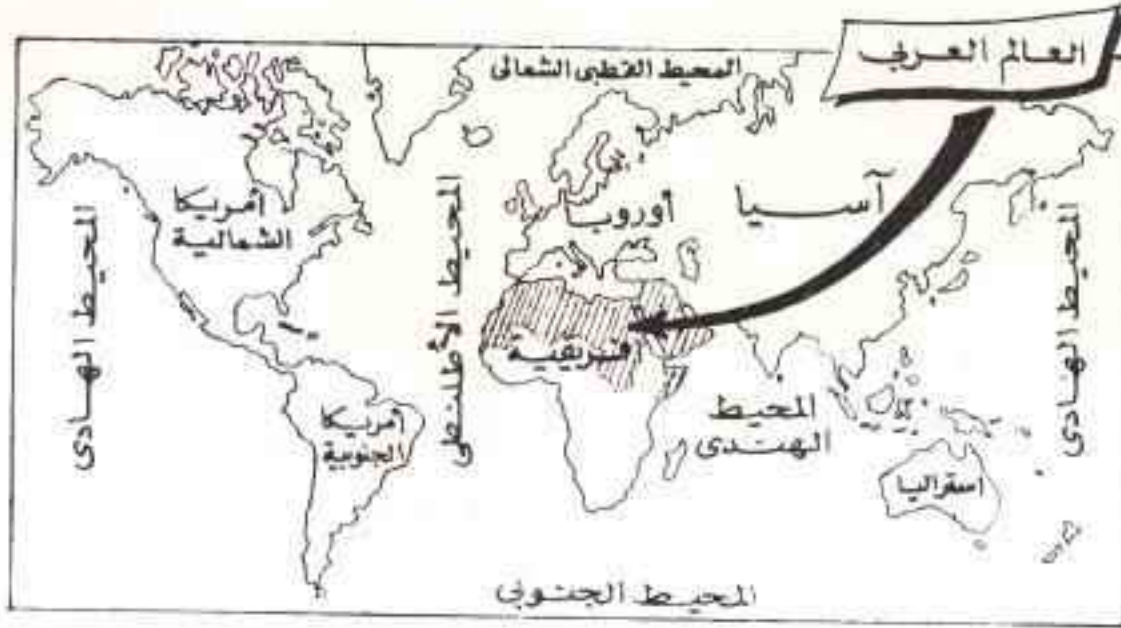 العالم العربي
المحيط القطبى الشمالى
أمريكا
الشمالية
أوروبا
آسيا
المحيط الهادى
المحيط الأطلنطى
المحيط الهادى
فريقية
أمريكا
الجنوبية
المحيط
الهندى
استراليا
المحيط الجنوبى